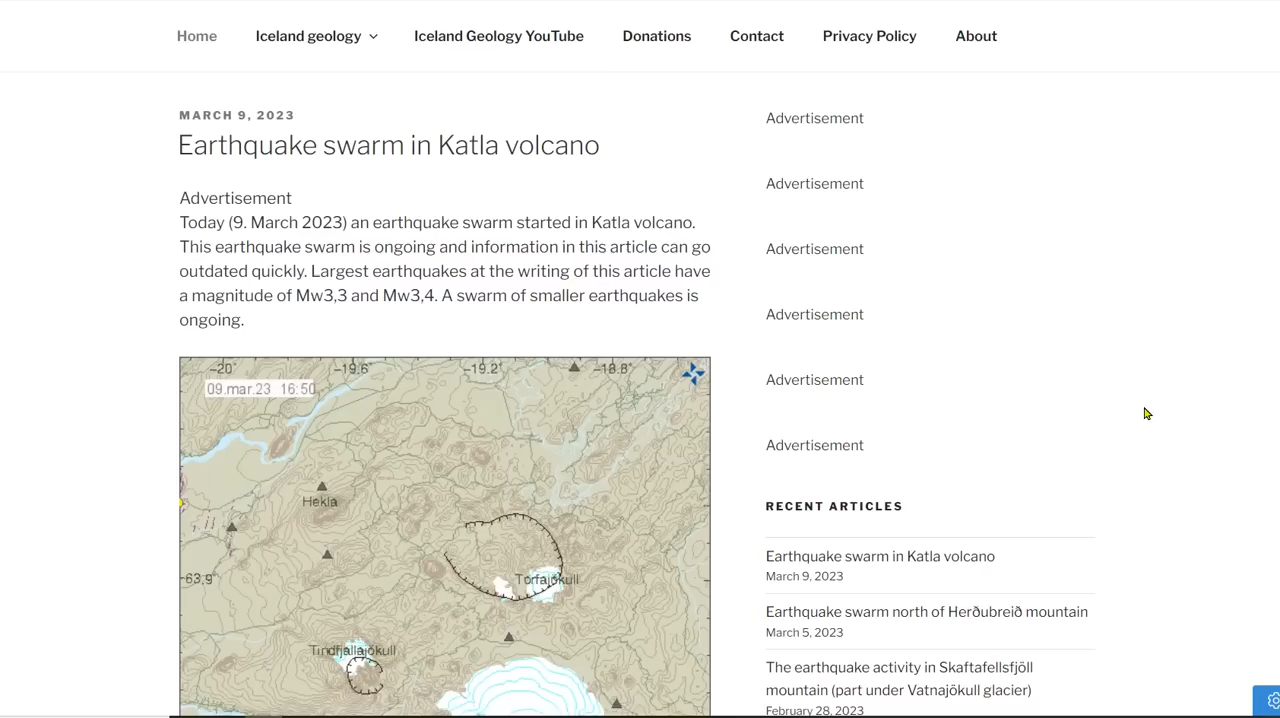 Home Iceland geology Iceland Geology YouTube Donations Contact Privacy Policy About
MARCH 9, 2023
Earthquake swarm in Katla volcano
Advertisement
Today (9. March 2023) an earthquake swarm started in Katla volcano.
This earthquake swarm is ongoing and information in this article can go
outdated quickly. Largest earthquakes at the writing of this article have
a magnitude of Mw3,3 and Mw3,4. A swarm of smaller earthquakes is
ongoing.
-20° -19.6° -19.2° -18.8°
09.mar.23 16:50
Hekla
63.9°
Torfajökull
Tindfjallajökull
Advertisement
Advertisement
Advertisement
Advertisement
Advertisement
Advertisement
RECENT ARTICLES
Earthquake swarm in Katla volcano
March 9, 2023
Earthquake swarm north of Herðubreið mountain
March 5, 2023
The earthquake activity in Skaftafellsfjöll
mountain (part under Vatnajökull glacier)
February 28, 2023